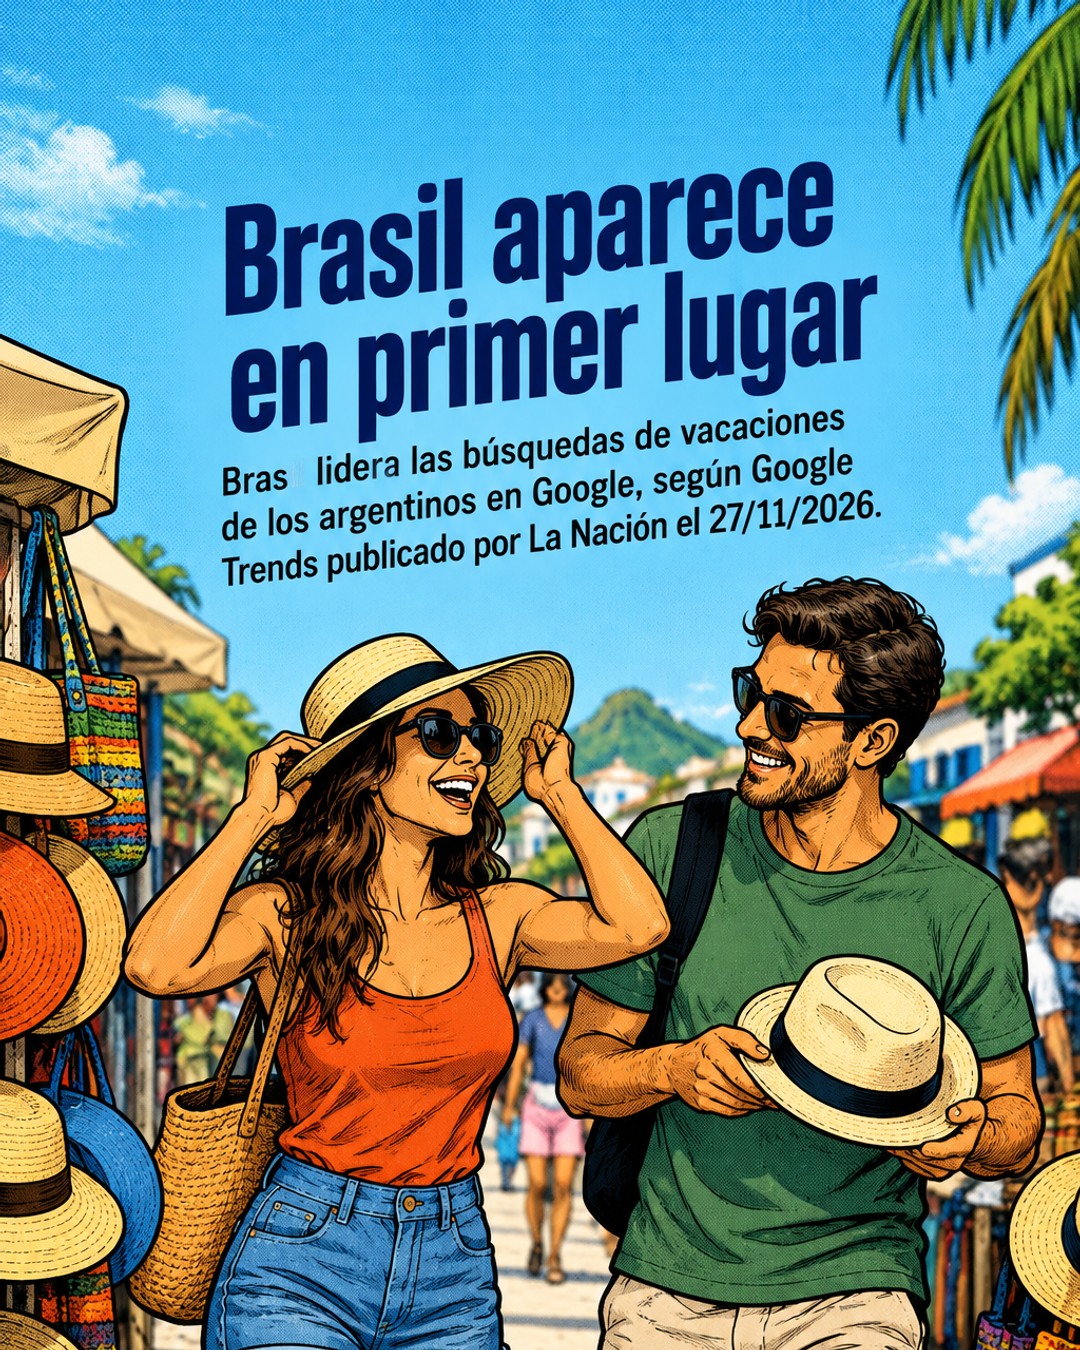 Brasil aparece
en primer lugar
Bras lidera las búsquedas de vacaciones
de los argentinos en Google, según Google
Trends publicado por La Nación el 27/11/2026.